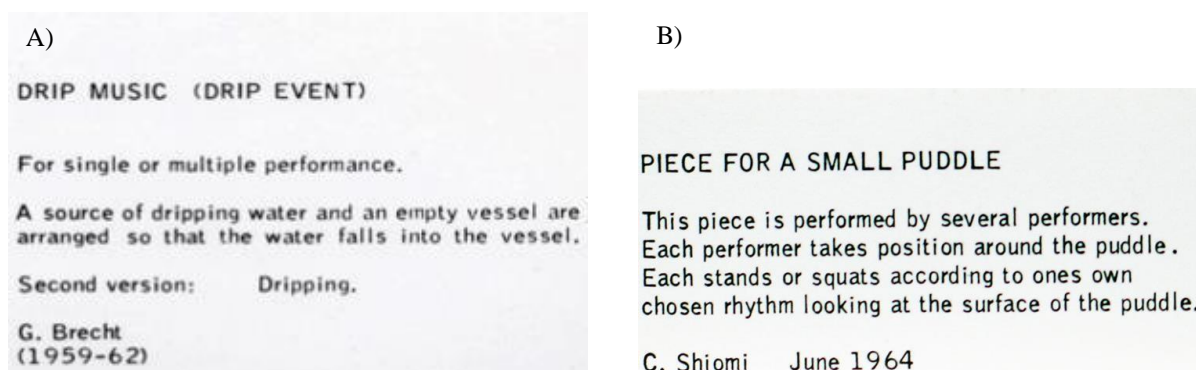 A)
DRIP MUSIC (DRIP EVENT)
For single or multiple performance.
A source of dripping water and an empty vessel are
arranged so that the water falls into the vessel.
Second version: Dripping.
G. Brecht
(1959-62)
B)
PIECE FOR A SMALL PUDDLE
This piece is performed by several performers.
Each performer takes position around the puddle.
Each stands or squats according to ones own
chosen rhythm looking at the surface of the puddle.
C. Shiomi June 1964